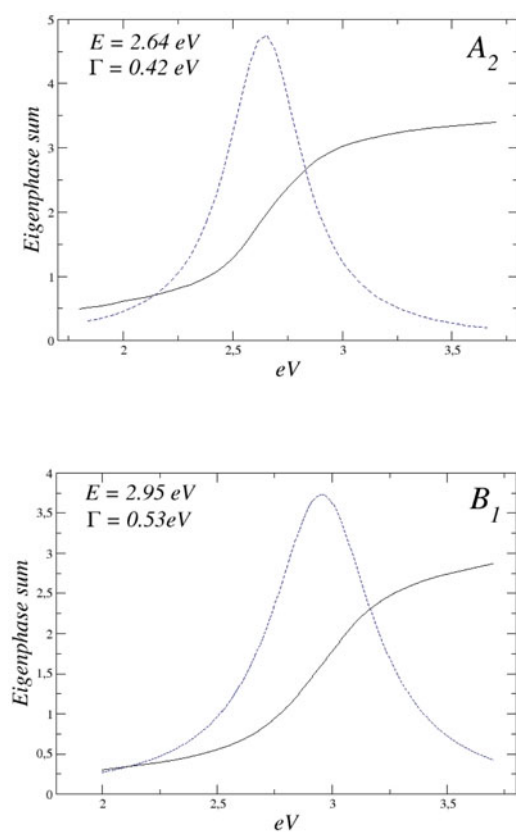 E = 2.64 eV
Γ = 0.42 eV
A2
Eigenphase sum
5
4
3
2
1
0
2
2,5
3
3,5
eV
E = 2.95 eV
Γ = 0.53eV
B1
Eigenphase sum
4
3,5
3
2,5
2
1,5
1
0,5
0
2
2,5
3
3,5
eV